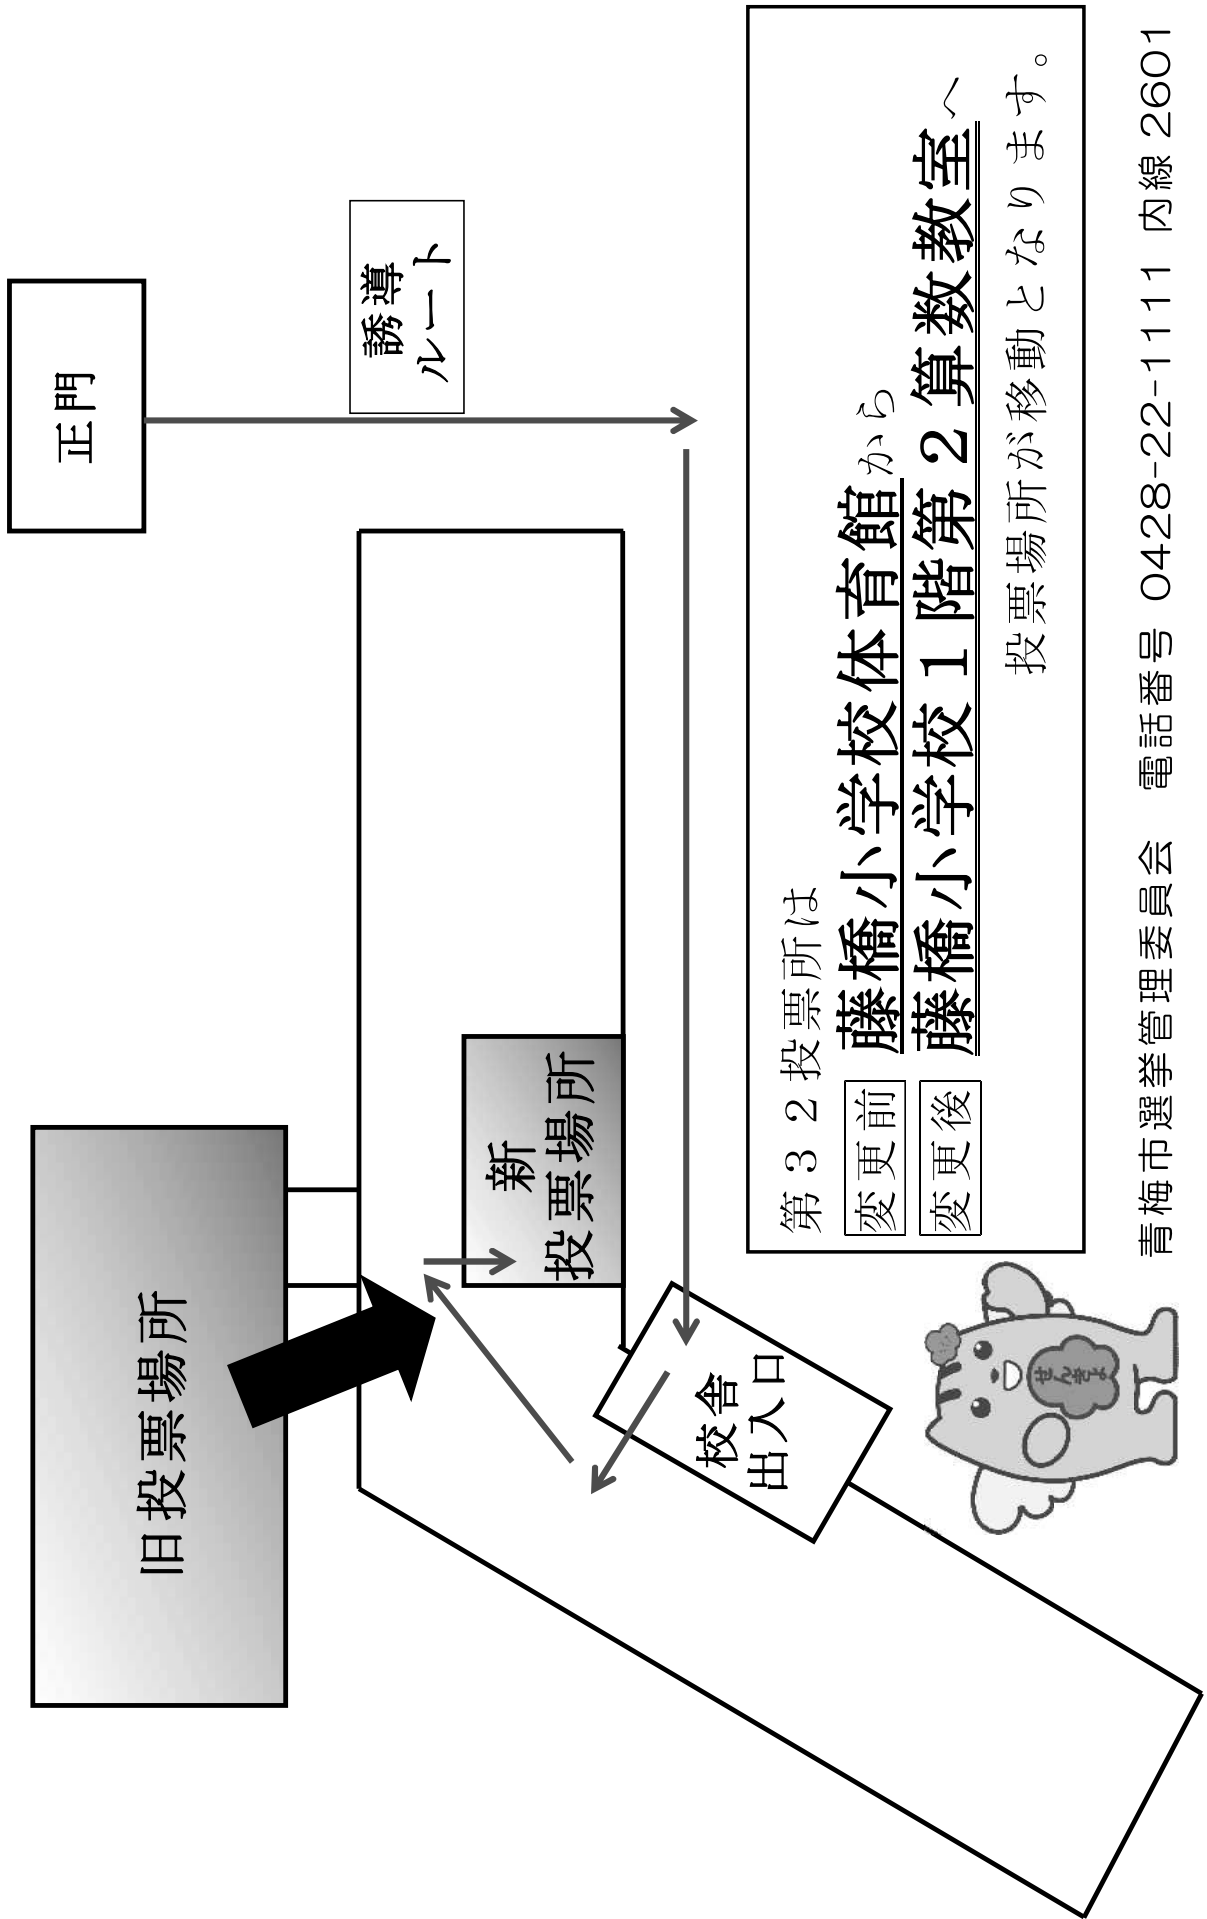 旧投票場所
正門
誘導
ルート
新
投票場所
校舎
出入口
第３２投票所は
変更前 藤橋小学校体育館から
変更後 藤橋小学校１階第２算数教室へ
投票場所が移動となります。
せんきょ
青梅市選挙管理委員会　電話番号 0428-22-1111 内線 2601